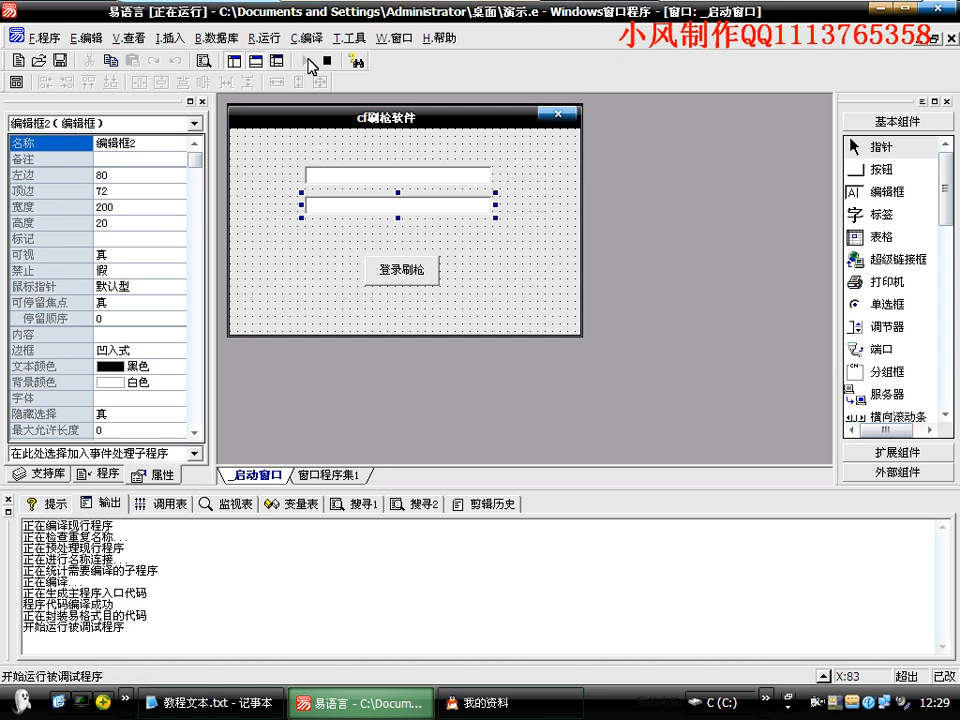 易语言 [正在运行] - C:\Documents and Settings\Administrator\桌面\演示.e - Windows窗口程序 - [窗口: _启动窗口]
小风制作QQ1113765358
F.程序 E.编辑 V.查看 I.插入 B.数据库 R.运行 C.编译 T.工具 W.窗口 H.帮助
编辑框2（编辑框）
名称 编辑框2
备注
左边 80
顶边 72
宽度 200
高度 20
标记
可视 真
禁止 假
鼠标指针 默认型
可停留焦点 真
停留顺序 0
内容
边框 凹入式
文本颜色 黑色
背景颜色 白色
字体
隐藏选择 真
最大允许长度 0
在此处选择加入事件处理子程序
支持库 程序 属性
cf刷枪软件
登录刷枪
_启动窗口 窗口程序集1
基本组件
指针
按钮
编辑框
标签
表格
超级链接框
打印机
单选框
调节器
端口
分组框
服务器
横向滚动条
扩展组件
外部组件
提示 输出 调用表 监视表 变量表 搜寻1 搜寻2 剪辑历史
正在编译现行程序
正在检查重复名称...
正在预处理现行程序
正在进行名称连接...
正在统计需要编译的子程序
正在编译...
正在生成主程序入口代码
程序代码编译成功
正在封装易格式目的代码
开始运行被调试程序
开始运行被调试程序
X:83 超出 已改
教程文本.txt - 记事本 易语言 - C:\Docum... 我的资料 C (C:) 12:29